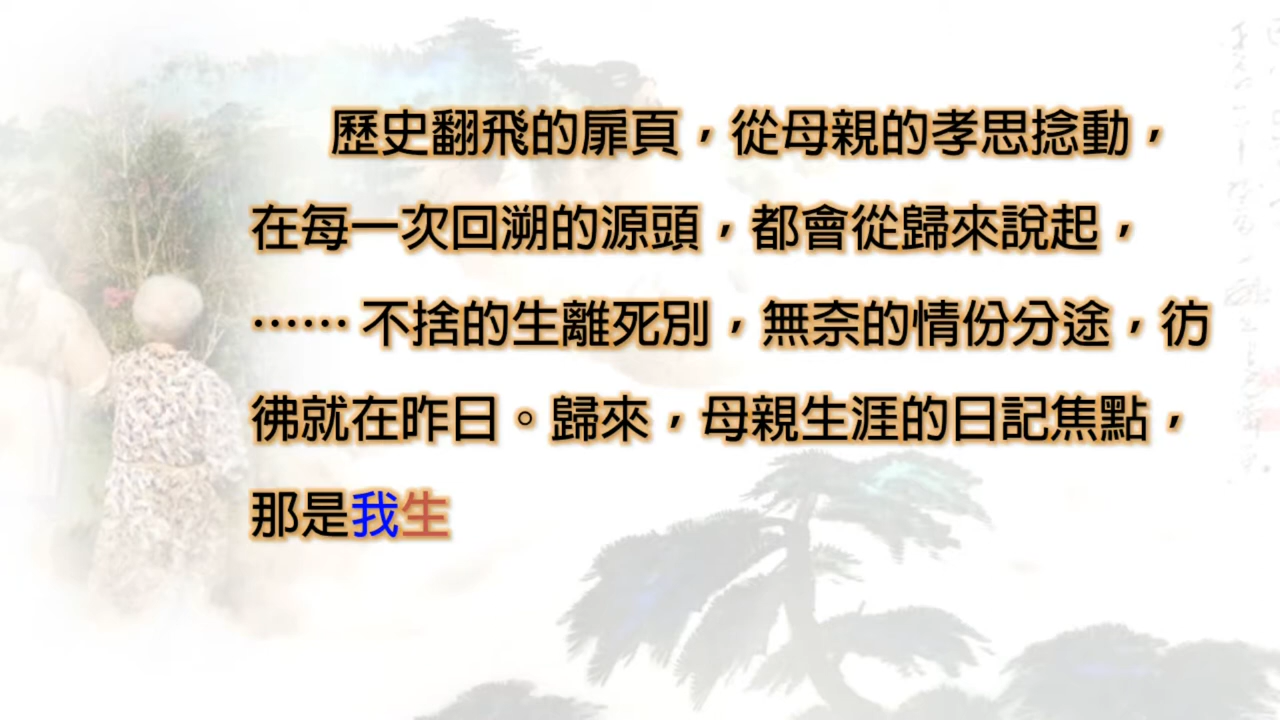 歷史翻飛的扉頁，從母親的孝思捻動，
在每一次回溯的源頭，都會從歸來說起，
…… 不捨的生離死別，無奈的情份分途，彷
彿就在昨日。歸來，母親生涯的日記焦點，
那是我生